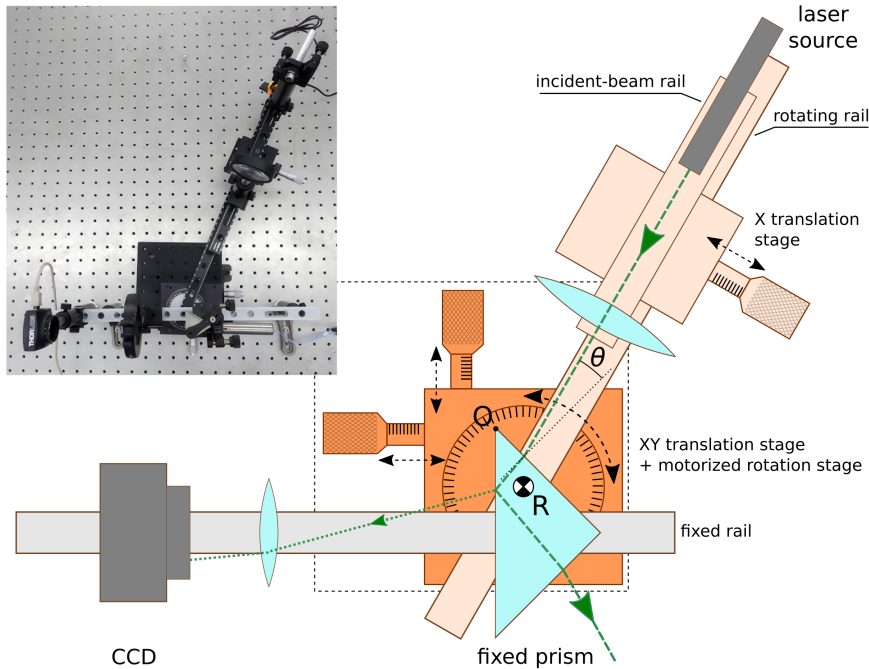 laser
source
incident-beam rail
rotating rail
X translation
stage
THORLABS
θ
O
XY translation stage
+ motorized rotation stage
R
fixed rail
CCD
fixed prism